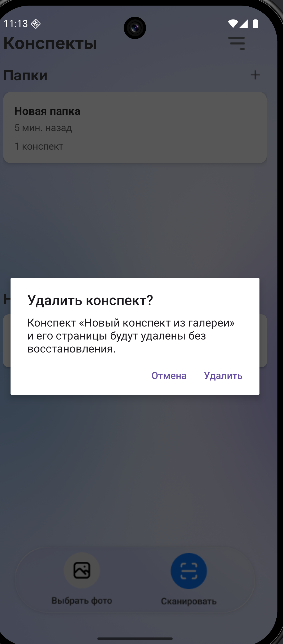 11:13
Конспекты
Папки
Новая папка
5 мин. назад
1 конспект
Удалить конспект?
Конспект «Новый конспект из галереи»
и его страницы будут удалены без
восстановления.
Отмена Удалить
Выбрать фото Сканировать